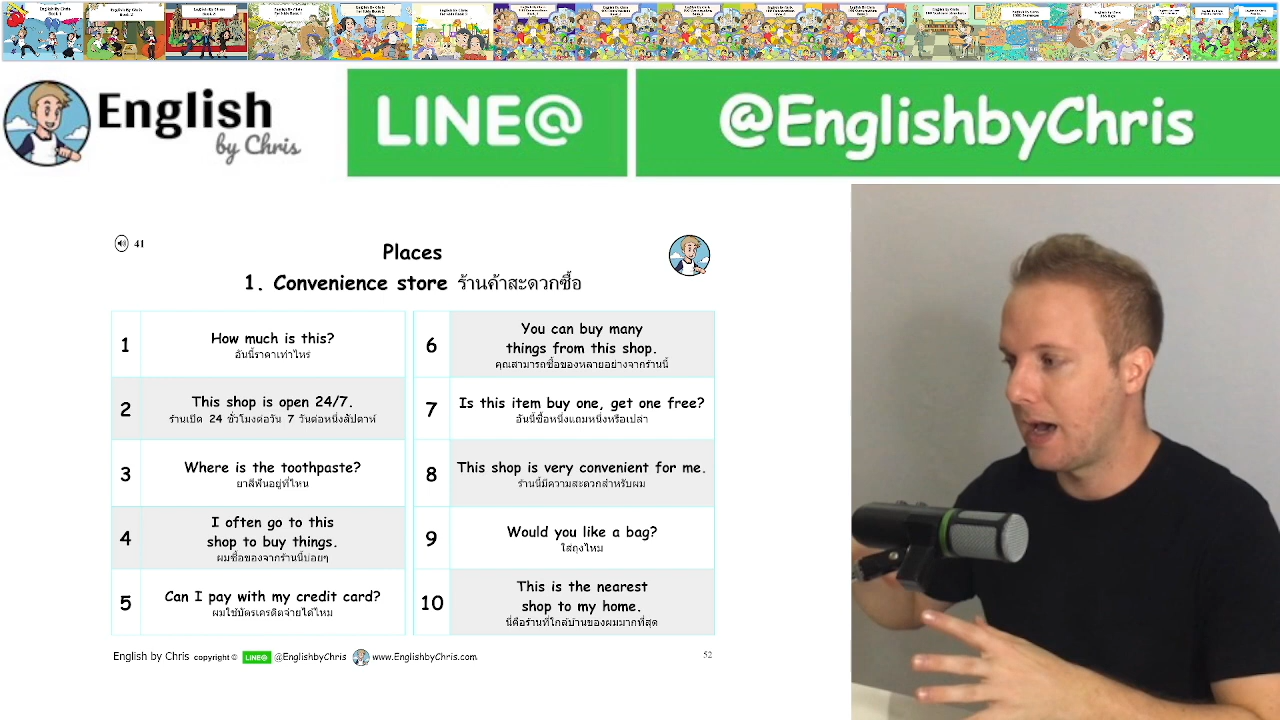 English
by Chris
LINE@
@EnglishbyChris
41
Places
1. Convenience store ร้านค้าสะดวกซื้อ
1
How much is this?
อันนี้ราคาเท่าไหร่
2
This shop is open 24/7.
ร้านเปิด 24 ชั่วโมงต่อวัน 7 วันต่อหนึ่งสัปดาห์
3
Where is the toothpaste?
ยาสีฟันอยู่ที่ไหน
4
I often go to this
shop to buy things.
ผมซื้อของจากร้านนี้บ่อยๆ
5
Can I pay with my credit card?
ผมใช้บัตรเครดิตจ่ายได้ไหม
6
You can buy many
things from this shop.
คุณสามารถซื้อของหลายอย่างจากร้านนี้
7
Is this item buy one, get one free?
อันนี้ซื้อหนึ่งแถมหนึ่งหรือเปล่า
8
This shop is very convenient for me.
ร้านนี้มีความสะดวกสำหรับผม
9
Would you like a bag?
ใส่ถุงไหม
10
This is the nearest
shop to my home.
นี่คือร้านที่ใกล้บ้านของผมมากที่สุด
English by Chris copyright © LINE@ @EnglishbyChris www.EnglishbyChris.com
52